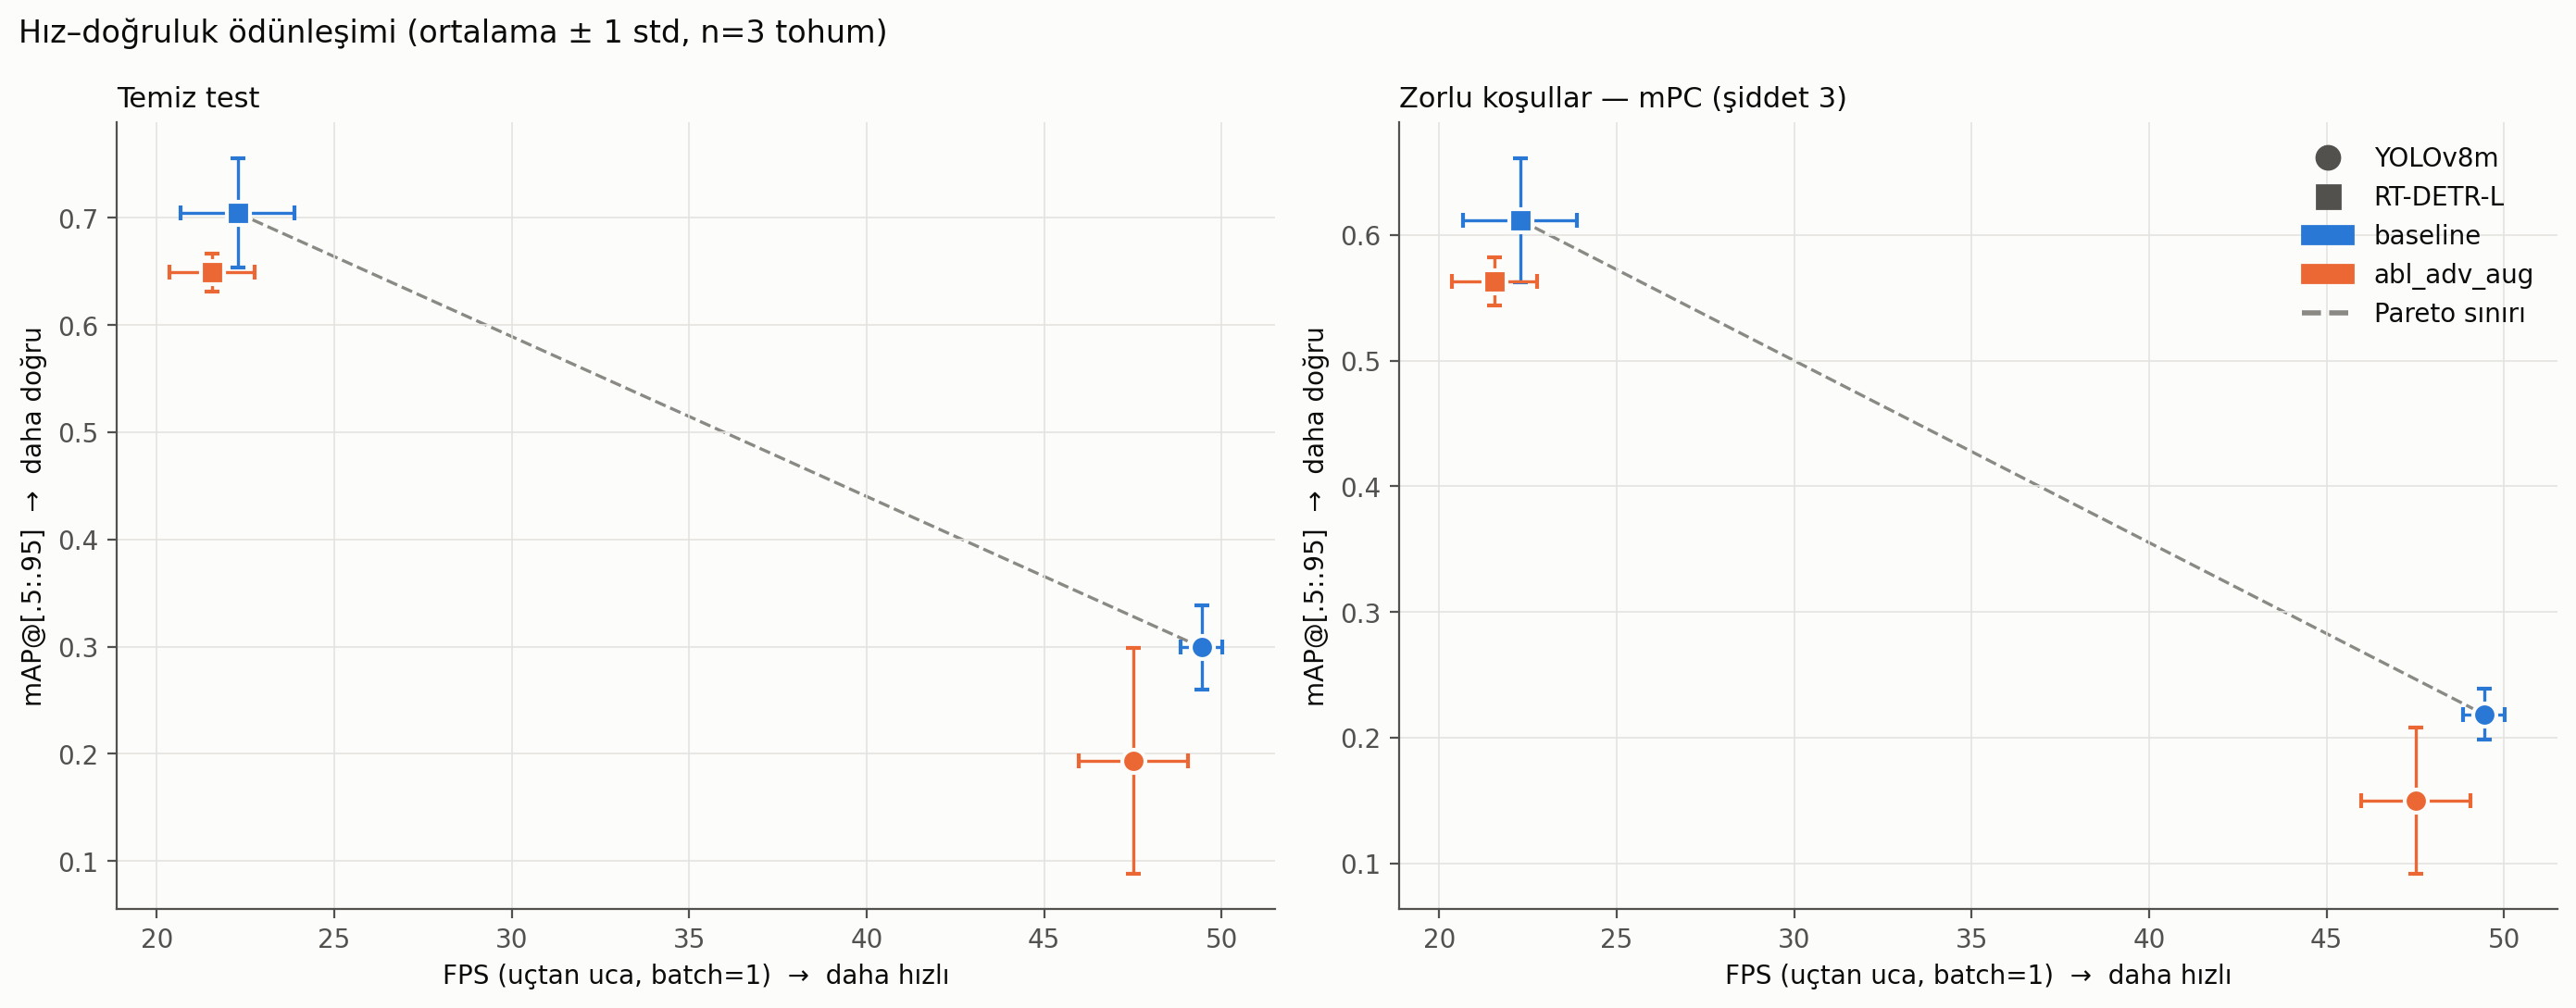 Hız–doğruluk ödünleşimi (ortalama ± 1 std, n=3 tohum)
Temiz test
mAP@[.5:.95] → daha doğru
0.7
0.6
0.5
0.4
0.3
0.2
0.1
20 25 30 35 40 45 50
FPS (uçtan uca, batch=1) → daha hızlı
Zorlu koşullar — mPC (şiddet 3)
mAP@[.5:.95] → daha doğru
0.6
0.5
0.4
0.3
0.2
0.1
20 25 30 35 40 45 50
FPS (uçtan uca, batch=1) → daha hızlı
YOLOv8m
RT-DETR-L
baseline
abl_adv_aug
Pareto sınırı